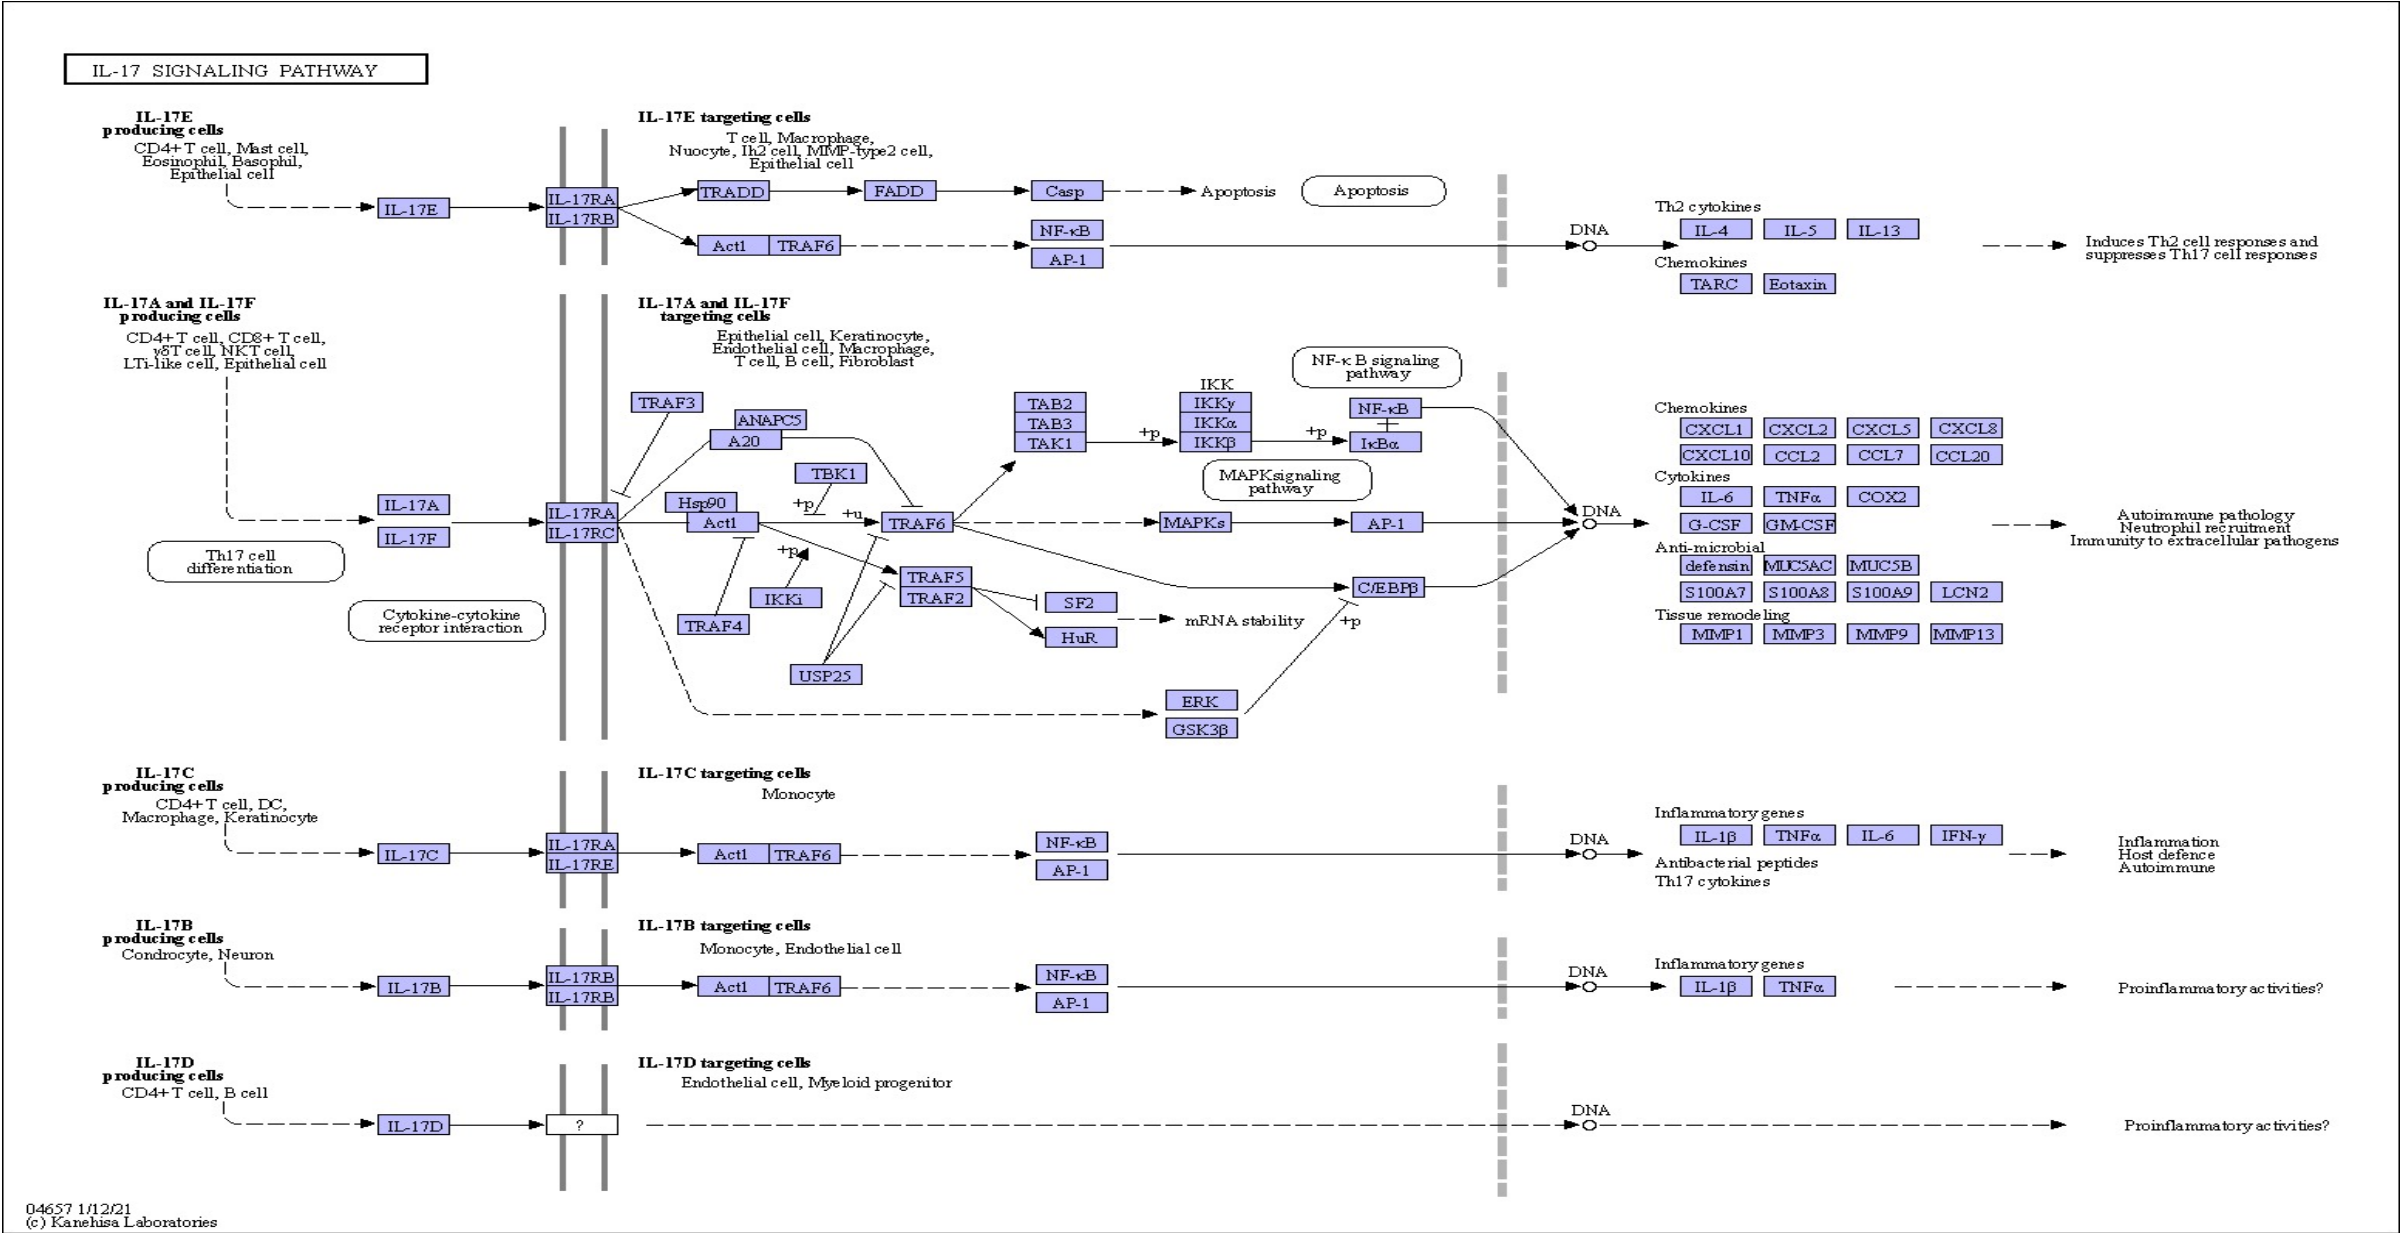 IL-17 SIGNALING PATHWAY
IL-17E
producing cells
CD4+ T cell, Mast cell,
Eosinophil, Basophil,
Epithelial cell
IL-17E
IL-17RA
IL-17RB
IL-17E targeting cells
T cell, Macrophage,
Nuocyte, Ih2 cell, MMP-type2 cell,
Epithelial cell
TRADD
FADD
Casp
Apoptosis
Apoptosis
Act1
TRAF6
NF-κB
AP-1
DNA
Th2 cytokines
IL-4
IL-5
IL-13
Chemokines
TARC
Eotaxin
Induces Th2 cell responses and
suppresses Th17 cell responses
IL-17A and IL-17F
producing cells
CD4+ T cell, CD8+ T cell,
γδT cell, NKT cell,
LTi-like cell, Epithelial cell
IL-17A
IL-17F
Th17 cell
differentiation
Cytokine-cytokine
receptor interaction
IL-17RA
IL-17RC
IL-17A and IL-17F
targeting cells
Epithelial cell, Keratinocyte,
Endothelial cell, Macrophage,
T cell, B cell, Fibroblast
TRAF3
ANAPC5
A20
TBK1
Hsp90
Act1
+p
+u
TRAF6
+p
IKKi
TRAF4
USP25
TRAF5
TRAF2
SF2
HuR
mRNA stability
TAB2
TAB3
TAK1
+p
IKK
IKKγ
IKKα
IKKβ
+p
NF-κB signaling
pathway
NF-κB
IκBα
MAPK signaling
pathway
MAPKs
AP-1
C/EBPβ
+p
ERK
GSK3β
DNA
Chemokines
CXCL1
CXCL2
CXCL5
CXCL8
CXCL10
CCL2
CCL7
CCL20
Cytokines
IL-6
TNFα
COX2
G-CSF
GM-CSF
Anti-microbial
defensin
MUC5AC
MUC5B
S100A7
S100A8
S100A9
LCN2
Tissue remodeling
MMP1
MMP3
MMP9
MMP13
Autoimmune pathology
Neutrophil recruitment
Immunity to extracellular pathogens
IL-17C
producing cells
CD4+ T cell, DC,
Macrophage, Keratinocyte
IL-17C
IL-17RA
IL-17RE
IL-17C targeting cells
Monocyte
Act1
TRAF6
NF-κB
AP-1
DNA
Inflammatory genes
IL-1β
TNFα
IL-6
IFN-γ
Antibacterial peptides
Th17 cytokines
Inflammation
Host defence
Autoimmune
IL-17B
producing cells
Condrocyte, Neuron
IL-17B
IL-17RB
IL-17RB
IL-17B targeting cells
Monocyte, Endothelial cell
Act1
TRAF6
NF-κB
AP-1
DNA
Inflammatory genes
IL-1β
TNFα
Proinflammatory activities?
IL-17D
producing cells
CD4+ T cell, B cell
IL-17D
?
IL-17D targeting cells
Endothelial cell, Myeloid progenitor
DNA
Proinflammatory activities?
04657 1/12/21
(c) Kanehisa Laboratories